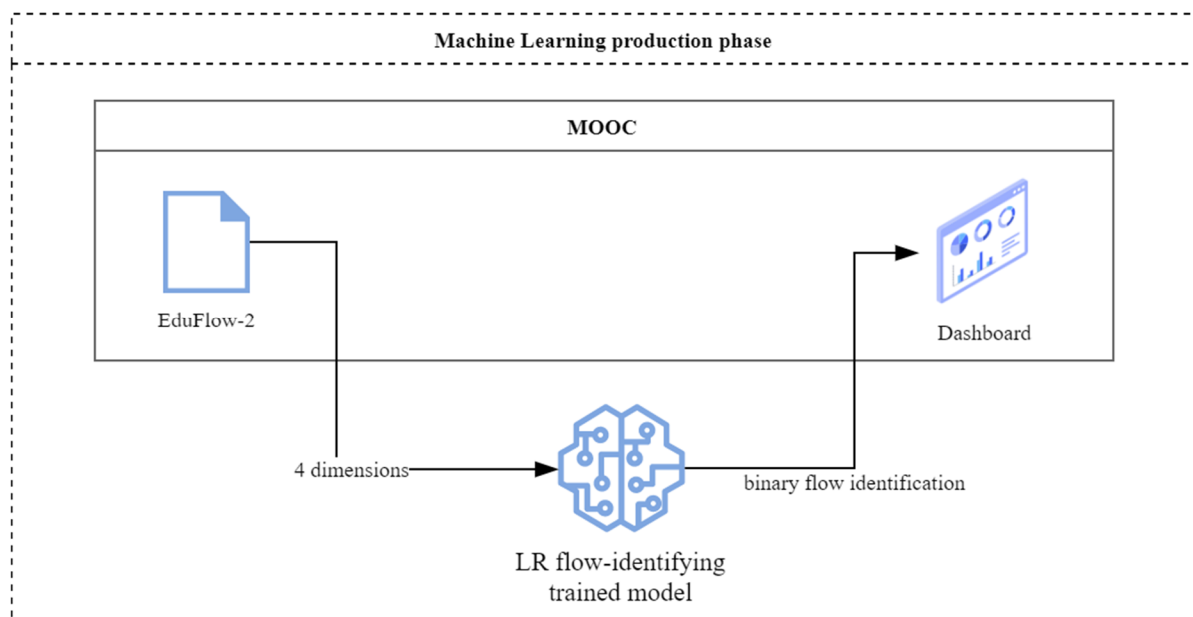 Machine Learning production phase
MOOC
EduFlow-2
Dashboard
4 dimensions
binary flow identification
LR flow-identifying
trained model